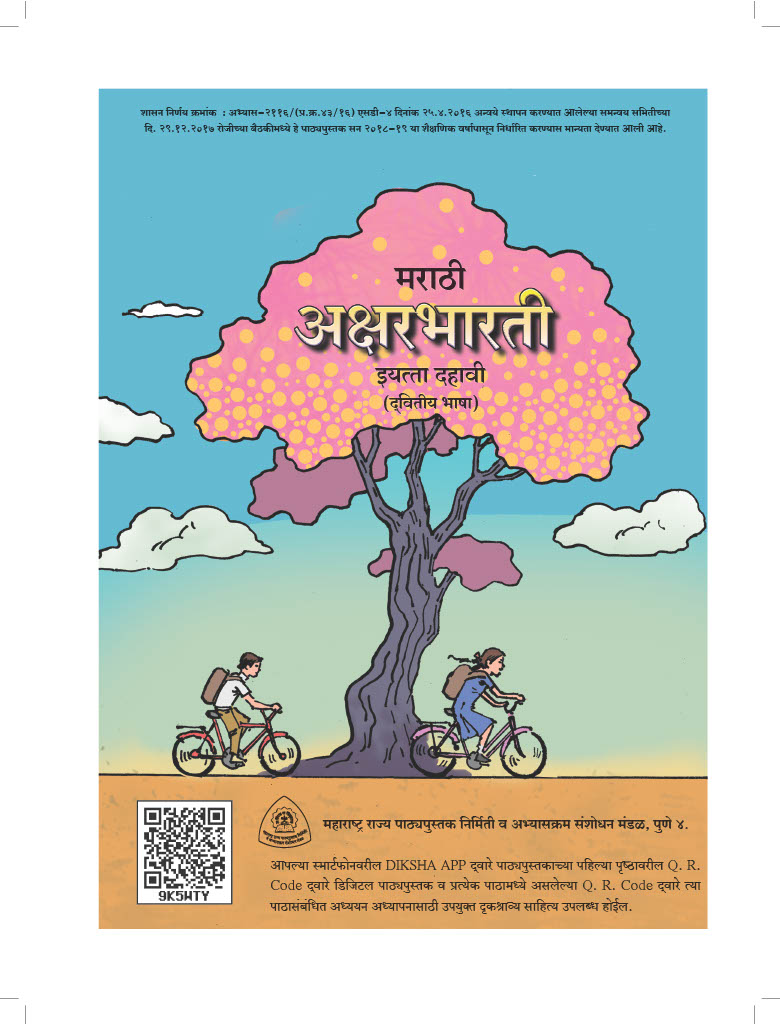 शासन निर्णय क्रमांक : अभ्यास-२११६/(प्र.क्र.४३/१६) एसडी-४ दिनांक २५.४.२०१६ अन्वये स्थापन करण्यात आलेल्या समन्वय समितीच्या
दि. २९.१२.२०१७ रोजीच्या बैठकीमध्ये हे पाठ्यपुस्तक सन २०१८-१९ या शैक्षणिक वर्षापासून निर्धारित करण्यास मान्यता देण्यात आली आहे.
मराठी
अक्षरभारती
इयत्ता दहावी
(द्‌वितीय भाषा)
महाराष्ट्र राज्य पाठ्यपुस्तक निर्मिती व अभ्यासक्रम संशोधन मंडळ, पुणे ४.
आपल्या स्मार्टफोनवरील DIKSHA APP द्‌वारे पाठ्यपुस्तकाच्या पहिल्या पृष्ठावरील Q. R.
Code द्‌वारे डिजिटल पाठ्यपुस्तक व प्रत्येक पाठामध्ये असलेल्या Q. R. Code द्‌वारे त्या
पाठासंबंधित अध्ययन अध्यापनासाठी उपयुक्त दृकश्राव्य साहित्य उपलब्ध होईल.
9K5WTY